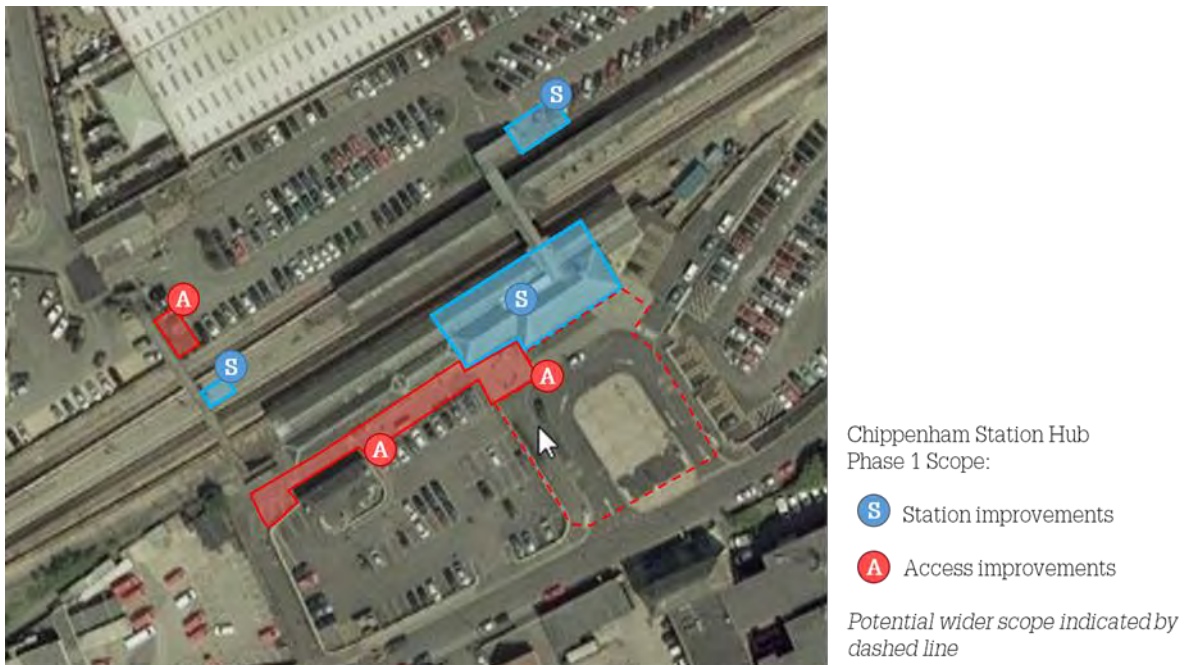 S
A
S
S
A
A
Chippenham Station Hub
Phase 1 Scope:
S Station improvements
A Access improvements
Potential wider scope indicated by
dashed line